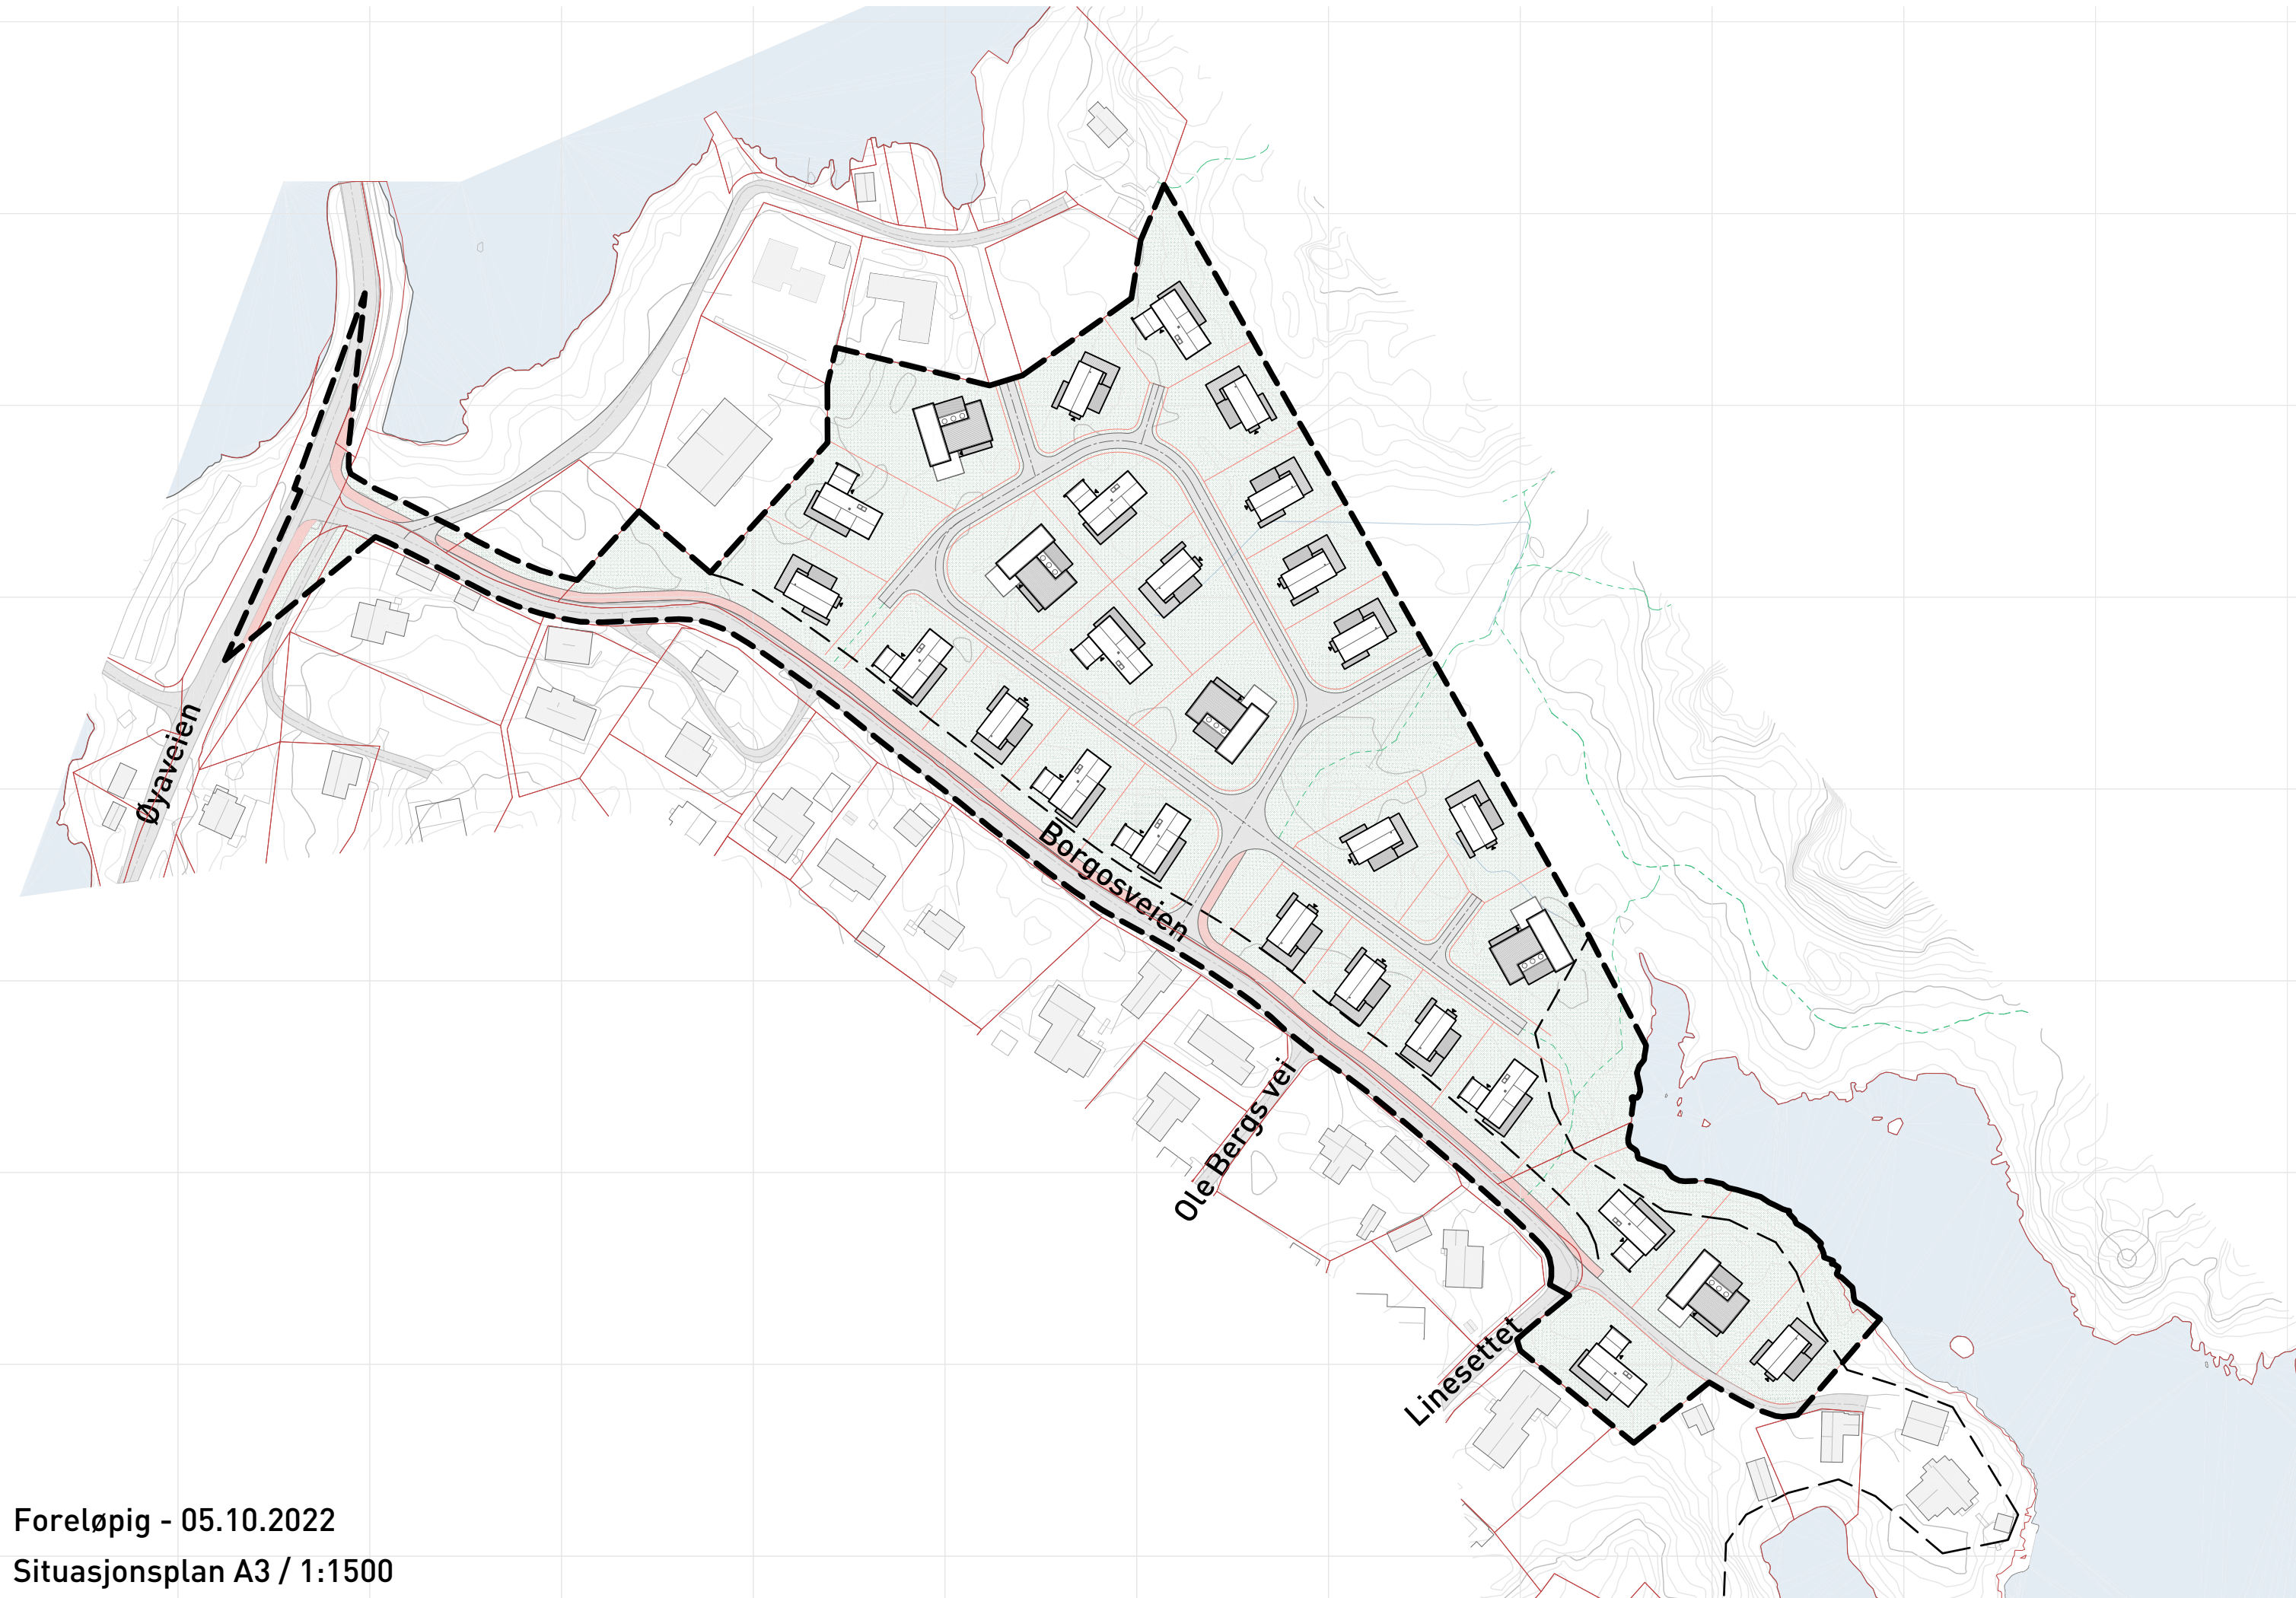 Øyaveien
Borgosveien
Ole Bergs vei
Linesettet
Foreløpig - 05.10.2022
Situasjonsplan A3 / 1:1500